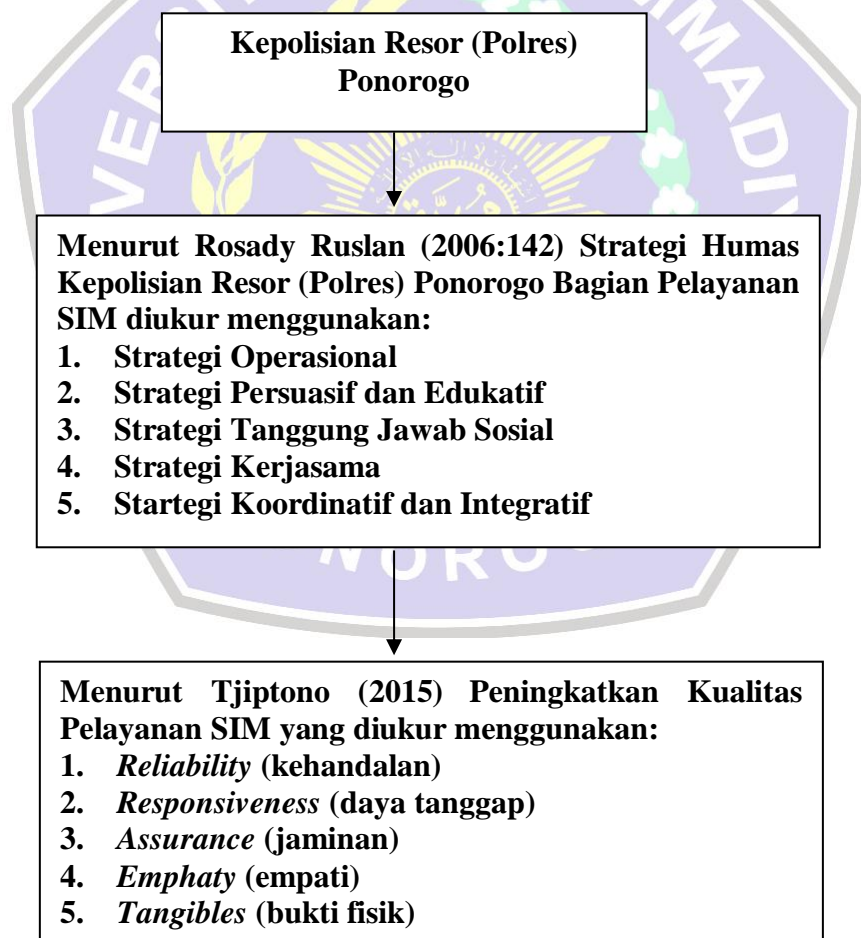 Kepolisian Resor (Polres)
Ponorogo
Menurut Rosady Ruslan (2006:142) Strategi Humas
Kepolisian Resor (Polres) Ponorogo Bagian Pelayanan
SIM diukur menggunakan:
1. Strategi Operasional
2. Strategi Persuasif dan Edukatif
3. Strategi Tanggung Jawab Sosial
4. Strategi Kerjasama
5. Startegi Koordinatif dan Integratif
NOROGO
Menurut Tjiptono (2015) Peningkatkan Kualitas
Pelayanan SIM yang diukur menggunakan:
1. Reliability (kehandalan)
2. Responsiveness (daya tanggap)
3. Assurance (jaminan)
4. Emphaty (empati)
5. Tangibles (bukti fisik)